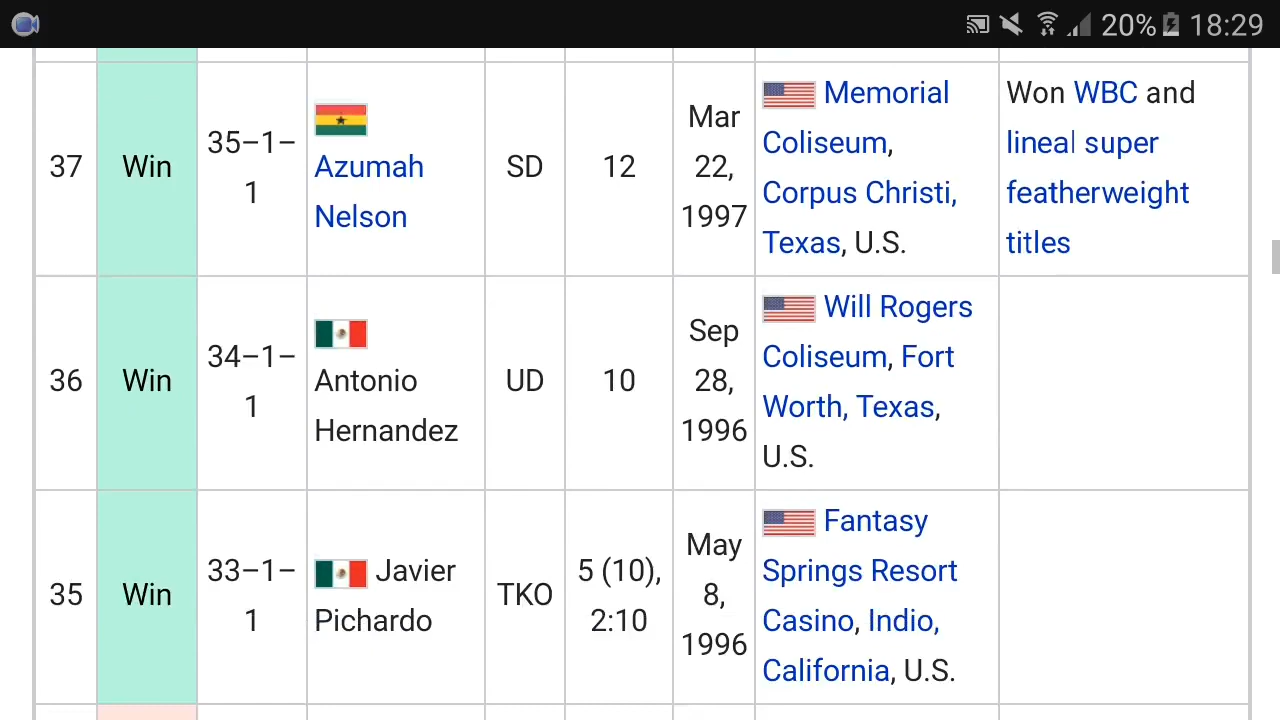 20% 18:29
37 Win 35–1–1 Azumah Nelson SD 12 Mar 22, 1997 Memorial Coliseum, Corpus Christi, Texas, U.S. Won WBC and lineal super featherweight titles
36 Win 34–1–1 Antonio Hernandez UD 10 Sep 28, 1996 Will Rogers Coliseum, Fort Worth, Texas, U.S.
35 Win 33–1–1 Javier Pichardo TKO 5 (10), 2:10 May 8, 1996 Fantasy Springs Resort Casino, Indio, California, U.S.